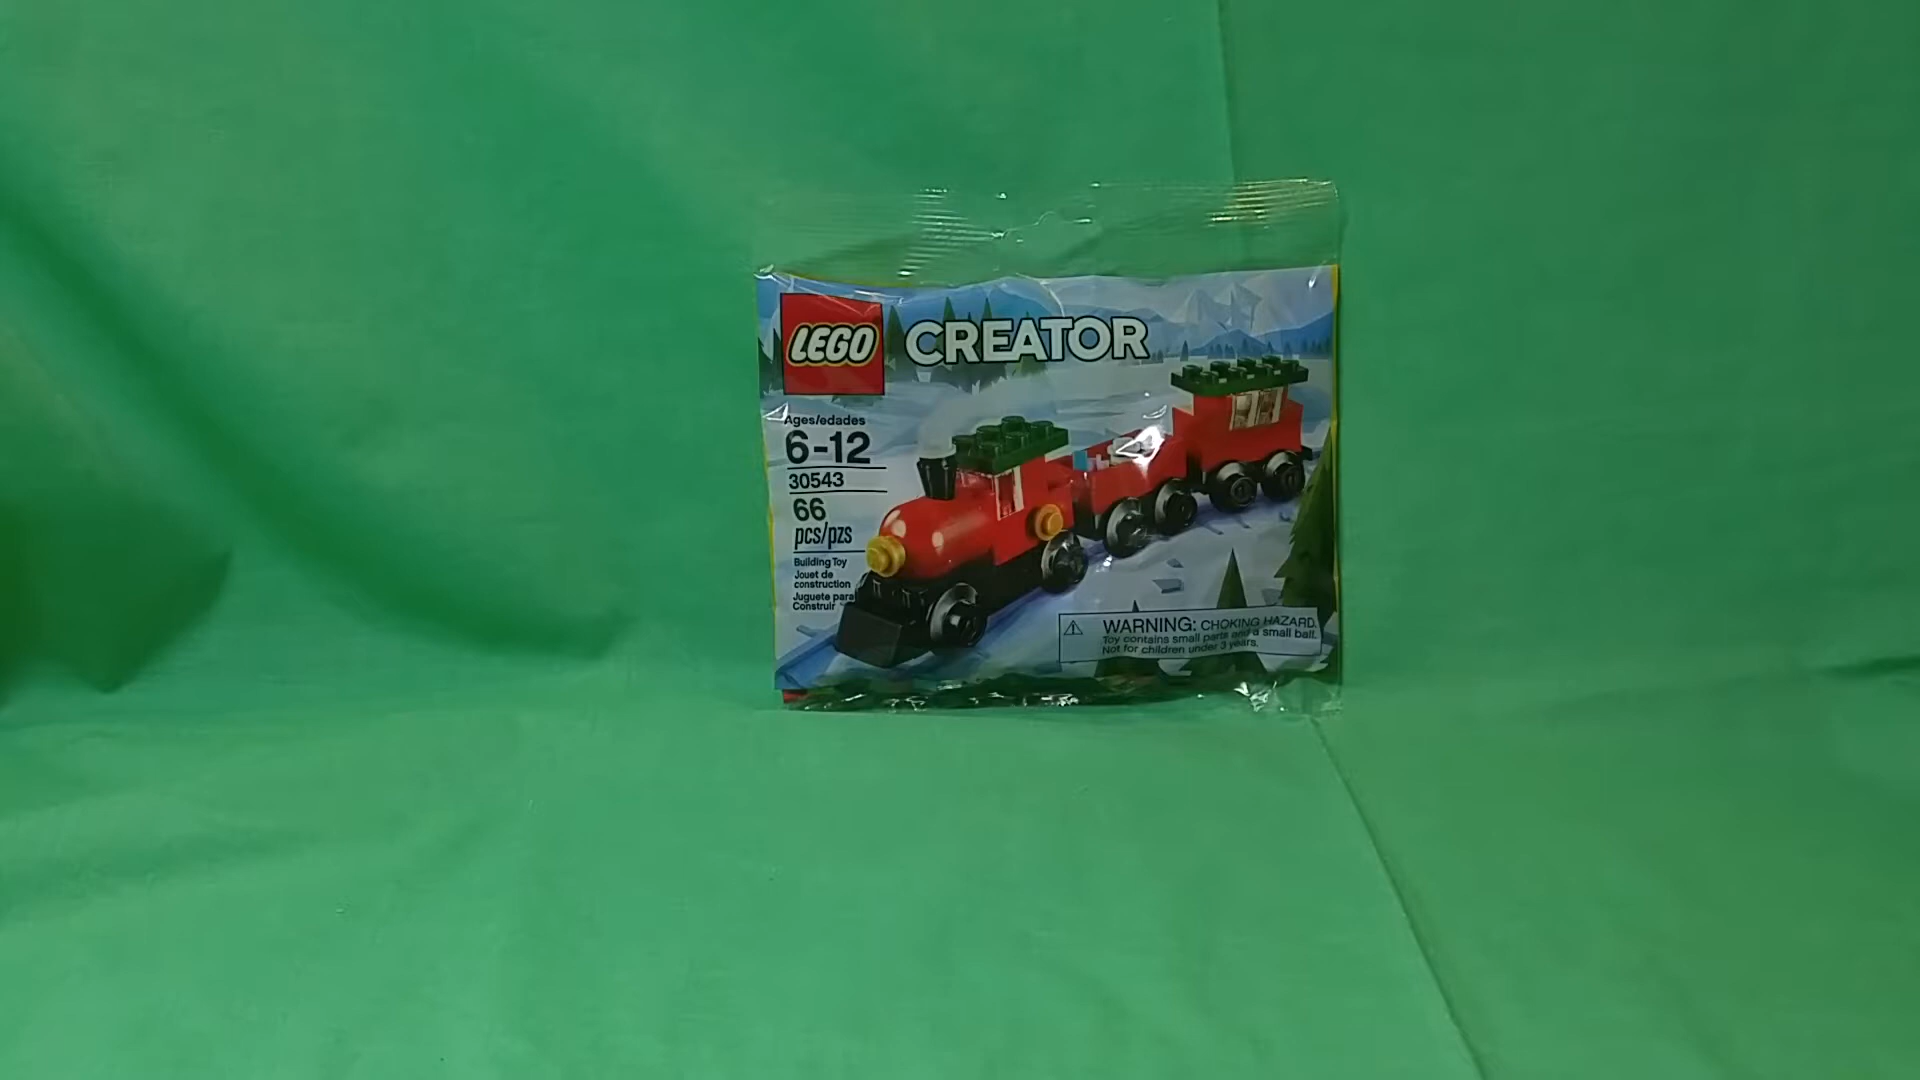 LEGO CREATOR
Ages/edades
6-12
30543
66
pcs/pzs
Building Toy
Jouet de
construction
Juguete para
Construir
WARNING: CHOKING HAZARD.
Toy contains small parts and a small ball.
Not for children under 3 years.